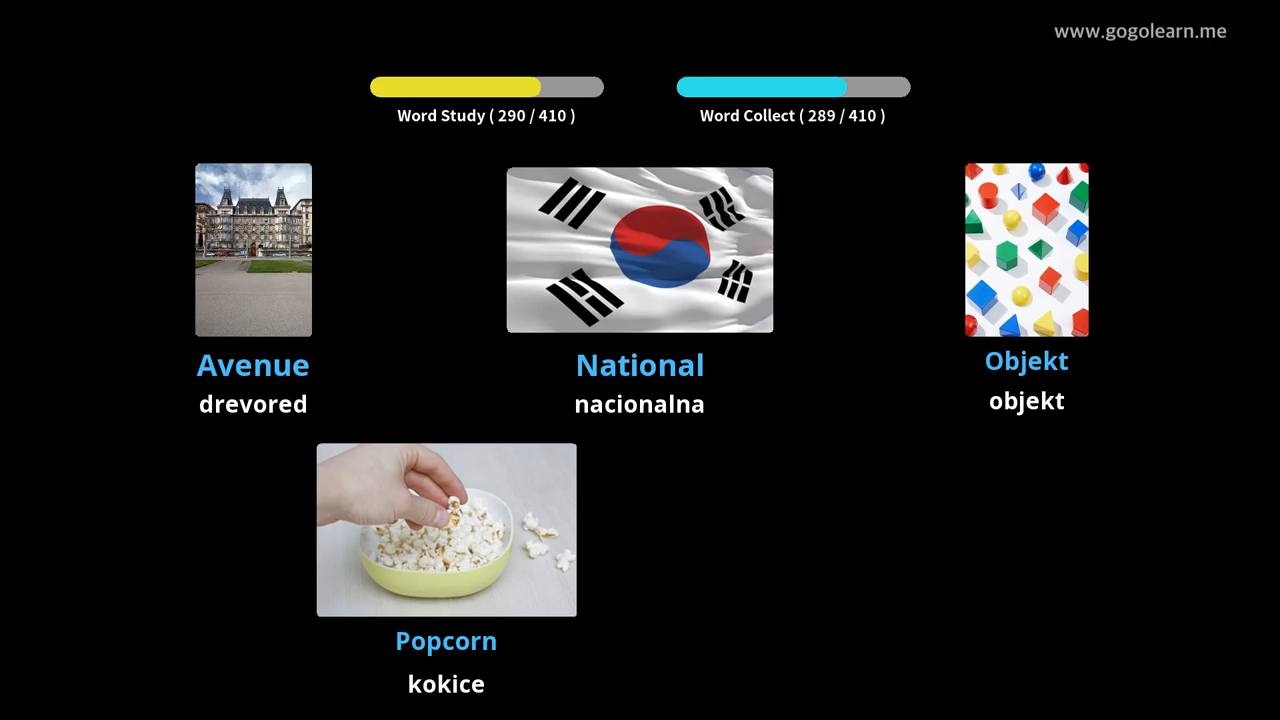 www.gogolearn.me
Word Study ( 290 / 410 )
Word Collect ( 289 / 410 )
Avenue
drevored
National
nacionalna
Objekt
objekt
Popcorn
kokice